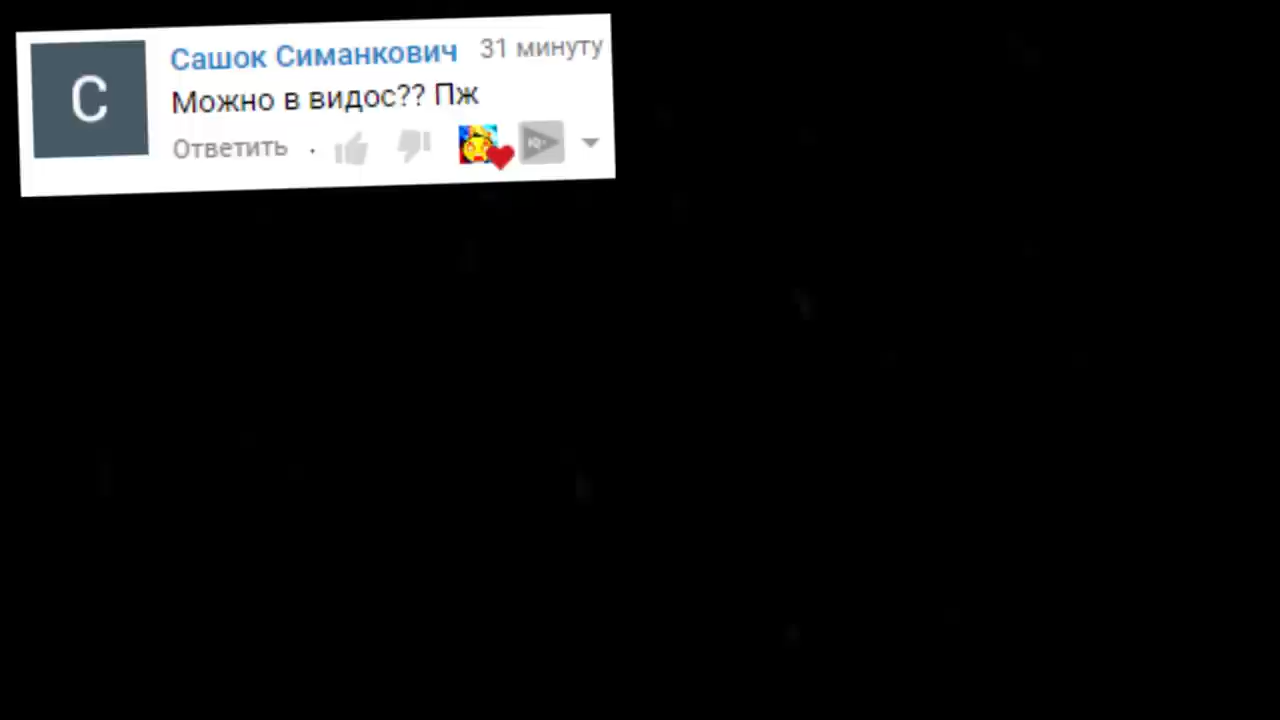 С
Сашок Симанкович 31 минуту
Можно в видос?? Пж
Ответить ·